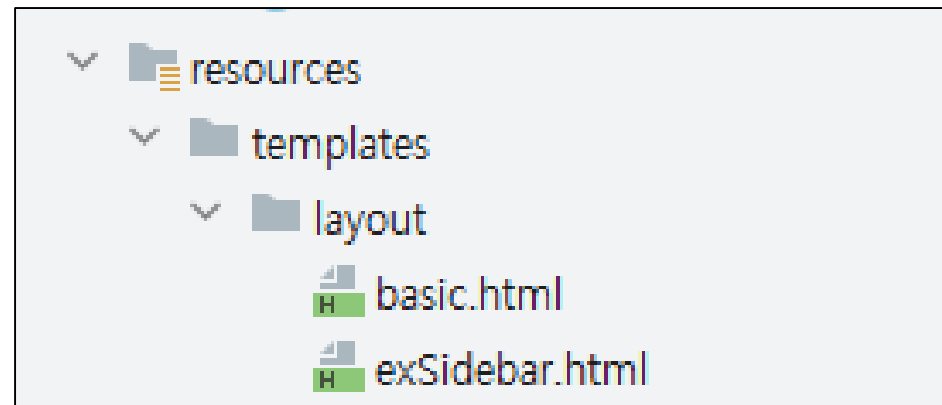 resources
templates
layout
H basic.html
H exSidebar.html